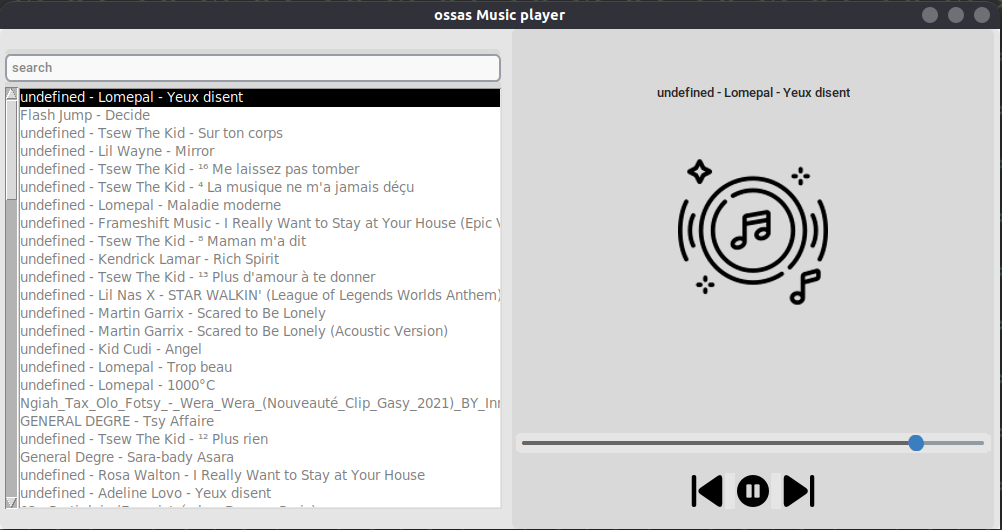 ossas Music player
search
undefined - Lomepal - Yeux disent
Flash Jump - Decide
undefined - Tsew The Kid - Sur ton corps
undefined - Lil Wayne - Mirror
undefined - Tsew The Kid - ¹⁶ Me laissez pas tomber
undefined - Tsew The Kid - ⁴ La musique ne m'a jamais déçu
undefined - Lomepal - Maladie moderne
undefined - Frameshift Music - I Really Want to Stay at Your House (Epic V
undefined - Tsew The Kid - ⁸ Maman m'a dit
undefined - Kendrick Lamar - Rich Spirit
undefined - Tsew The Kid - ¹³ Plus d'amour à te donner
undefined - Lil Nas X - STAR WALKIN' (League of Legends Worlds Anthem)
undefined - Martin Garrix - Scared to Be Lonely
undefined - Martin Garrix - Scared to Be Lonely (Acoustic Version)
undefined - Kid Cudi - Angel
undefined - Lomepal - Trop beau
undefined - Lomepal - 1000°C
Ngiah_Tax_Olo_Fotsy_-_Wera_Wera_(Nouveauté_Clip_Gasy_2021)_BY_Inn
GENERAL DEGRE - Tsy Affaire
undefined - Tsew The Kid - ¹² Plus rien
General Degre - Sara-bady Asara
undefined - Rosa Walton - I Really Want to Stay at Your House
undefined - Adeline Lovo - Yeux disent
undefined - Lomepal - Yeux disent